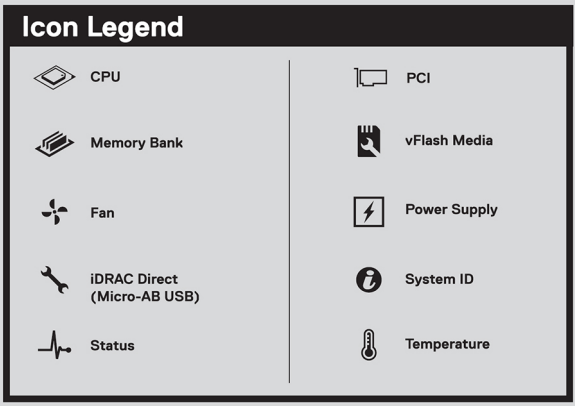 Icon Legend
CPU
Memory Bank
Fan
iDRAC Direct
(Micro-AB USB)
Status
PCI
vFlash Media
Power Supply
System ID
Temperature